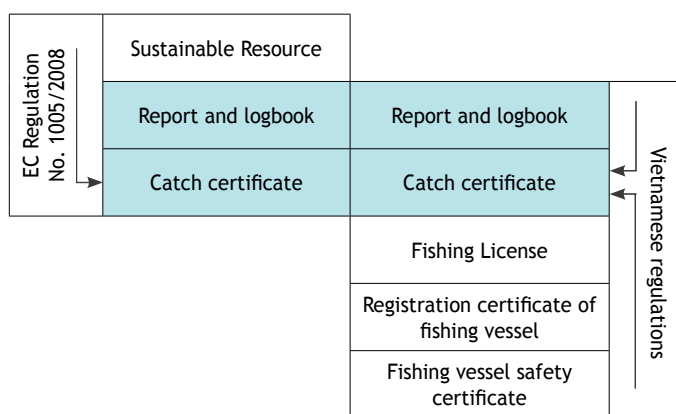 EC Regulation
No. 1005/2008
Sustainable Resource
Report and logbook
Report and logbook
Catch certificate
Catch certificate
Fishing License
Registration certificate of
fishing vessel
Fishing vessel safety
certificate
Vietnamese regulations